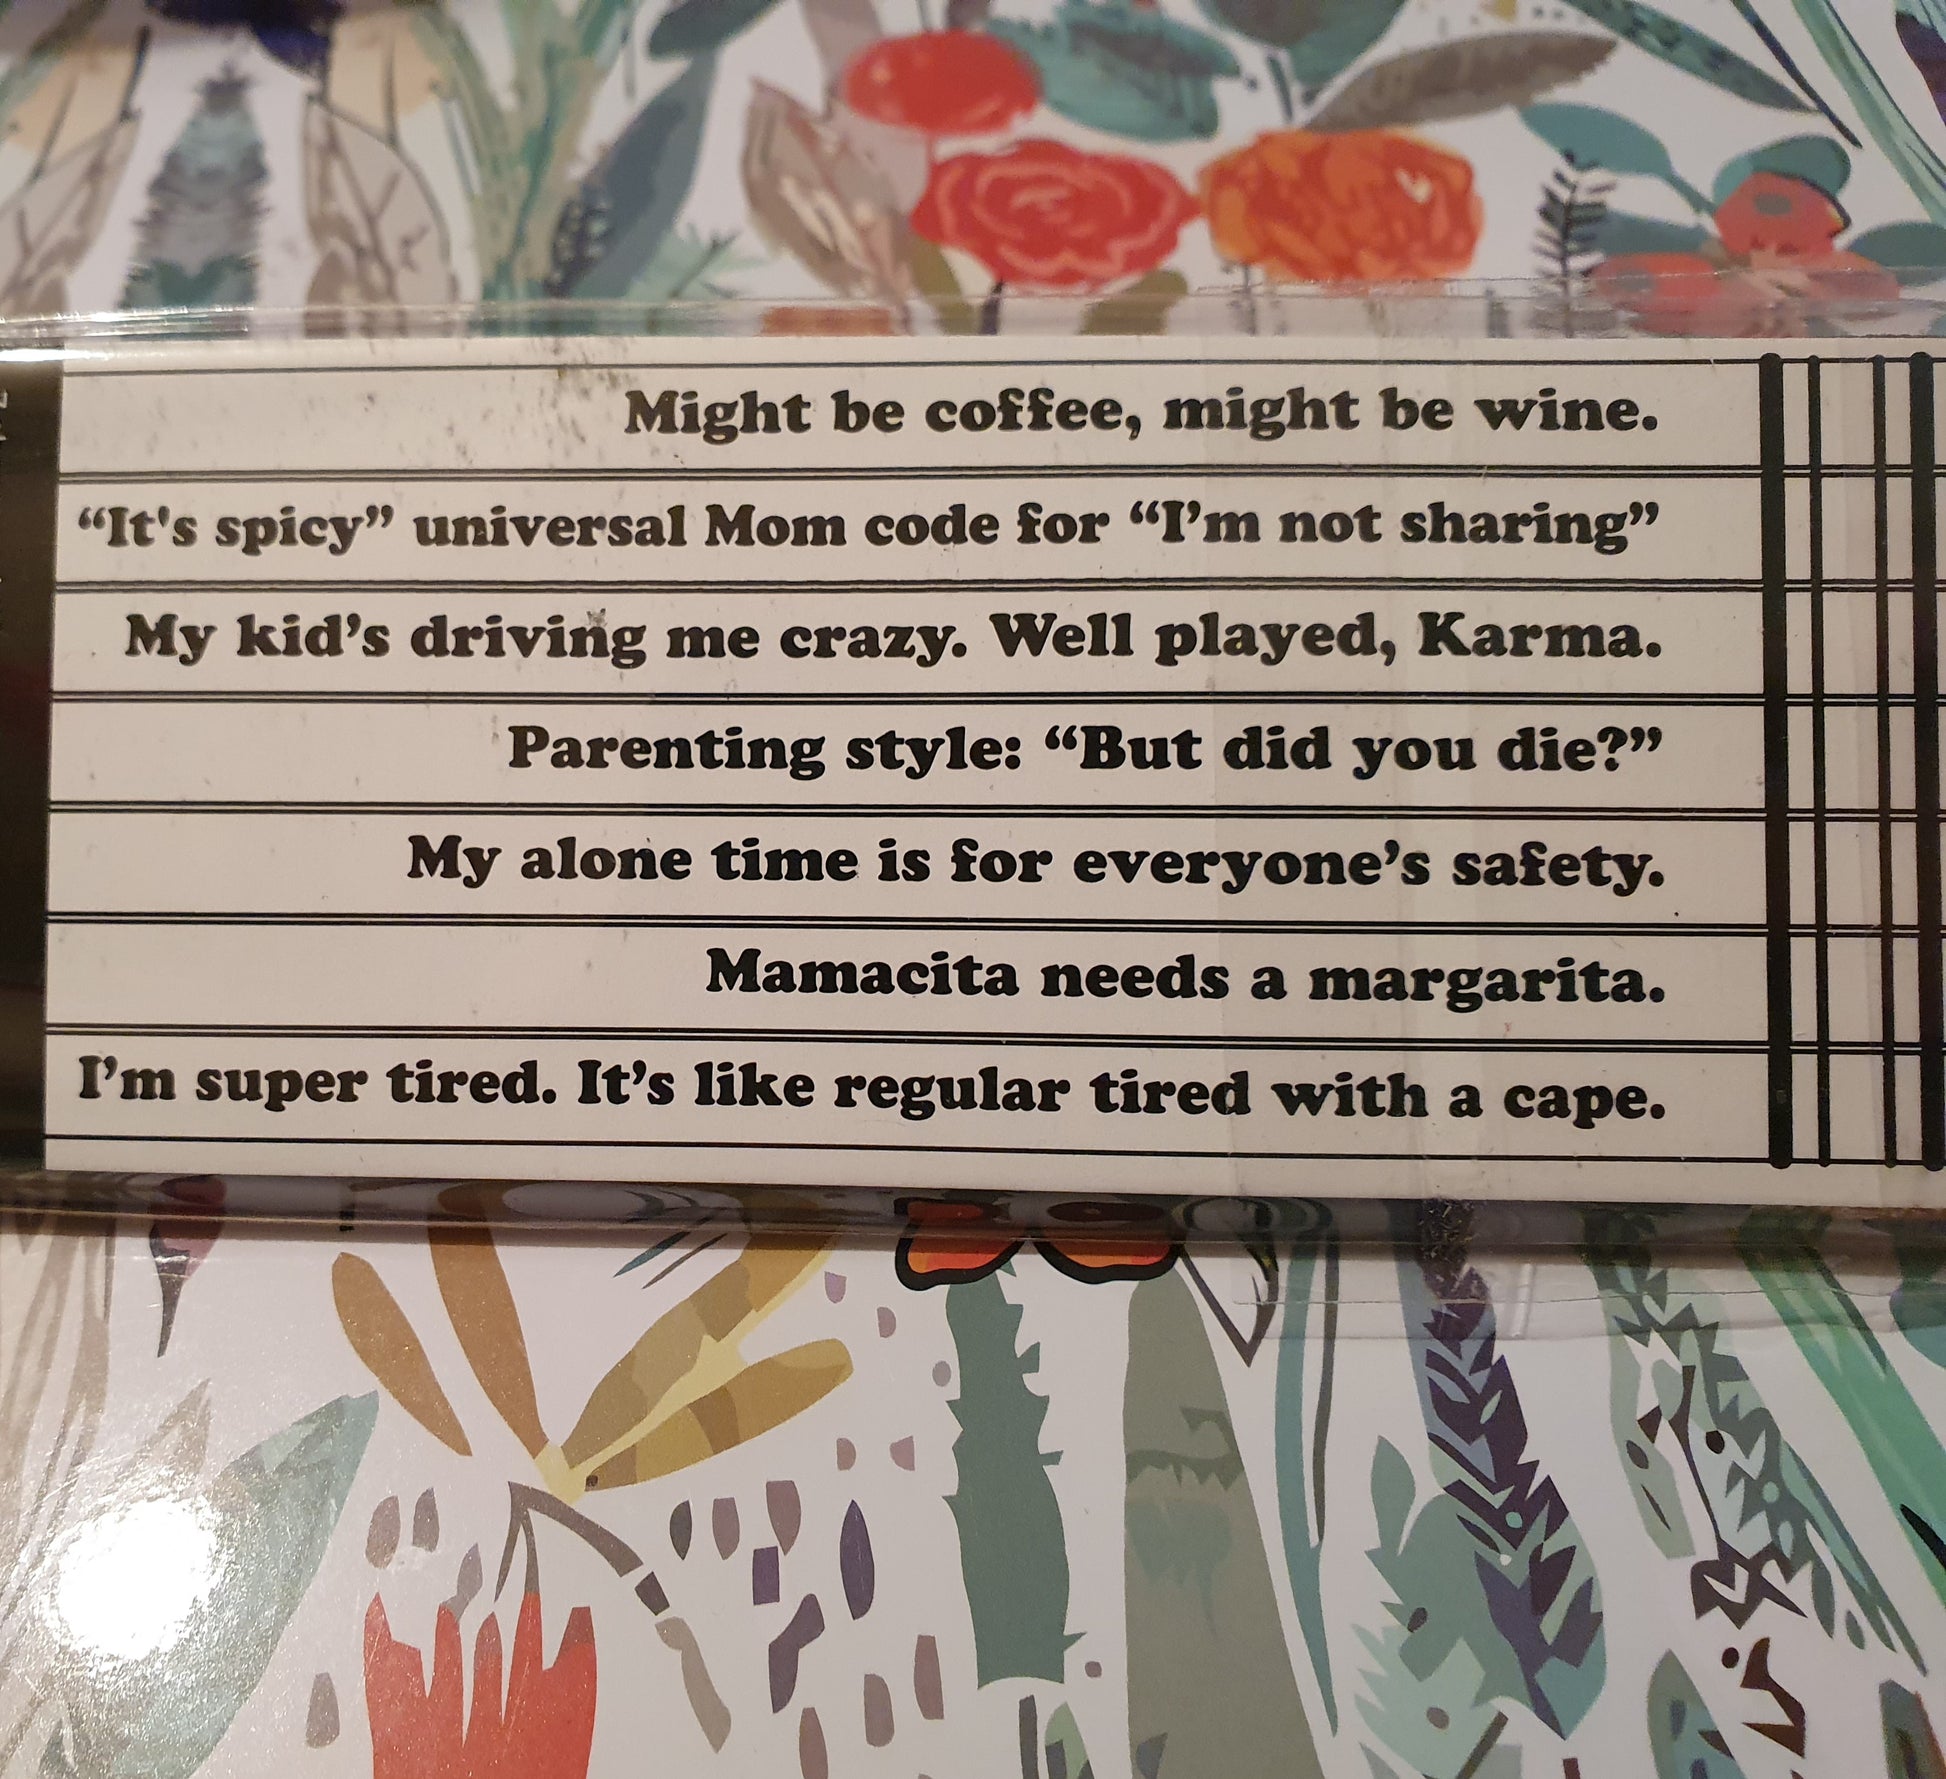 Might be coffee, might be wine.
“It's spicy” universal Mom code for “I’m not sharing”
My kid’s driving me crazy. Well played, Karma.
Parenting style: “But did you die?”
My alone time is for everyone’s safety.
Mamacita needs a margarita.
I’m super tired. It’s like regular tired with a cape.